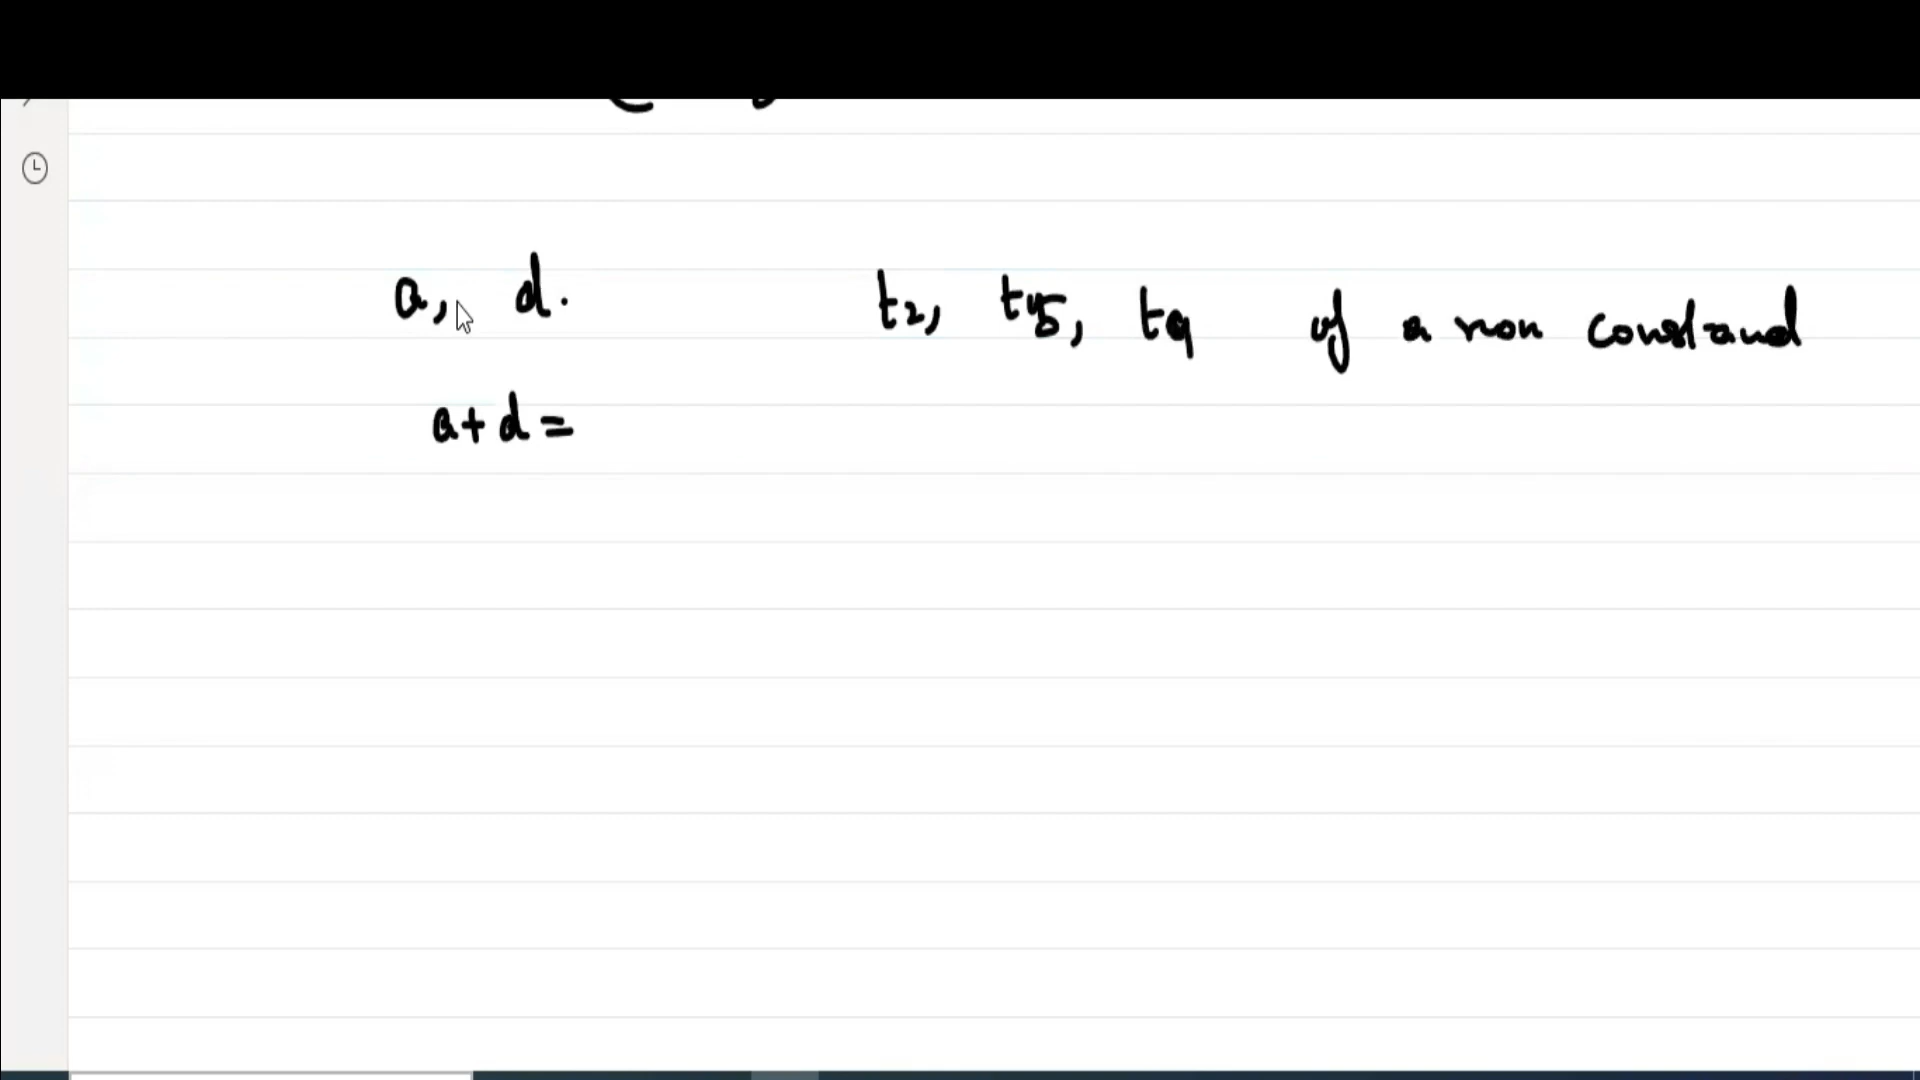 a, d. t2, t5, t9 of a non constand
a+d=